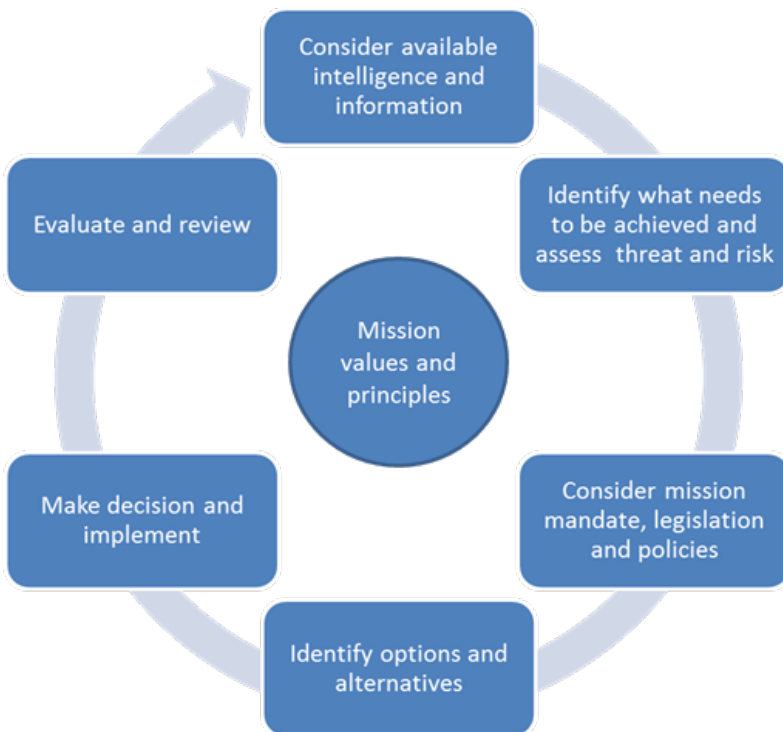 Consider available
intelligence and
information
Identify what needs
to be achieved and
assess threat and risk
Consider mission
mandate, legislation
and policies
Identify options and
alternatives
Make decision and
implement
Evaluate and review
Mission
values and
principles